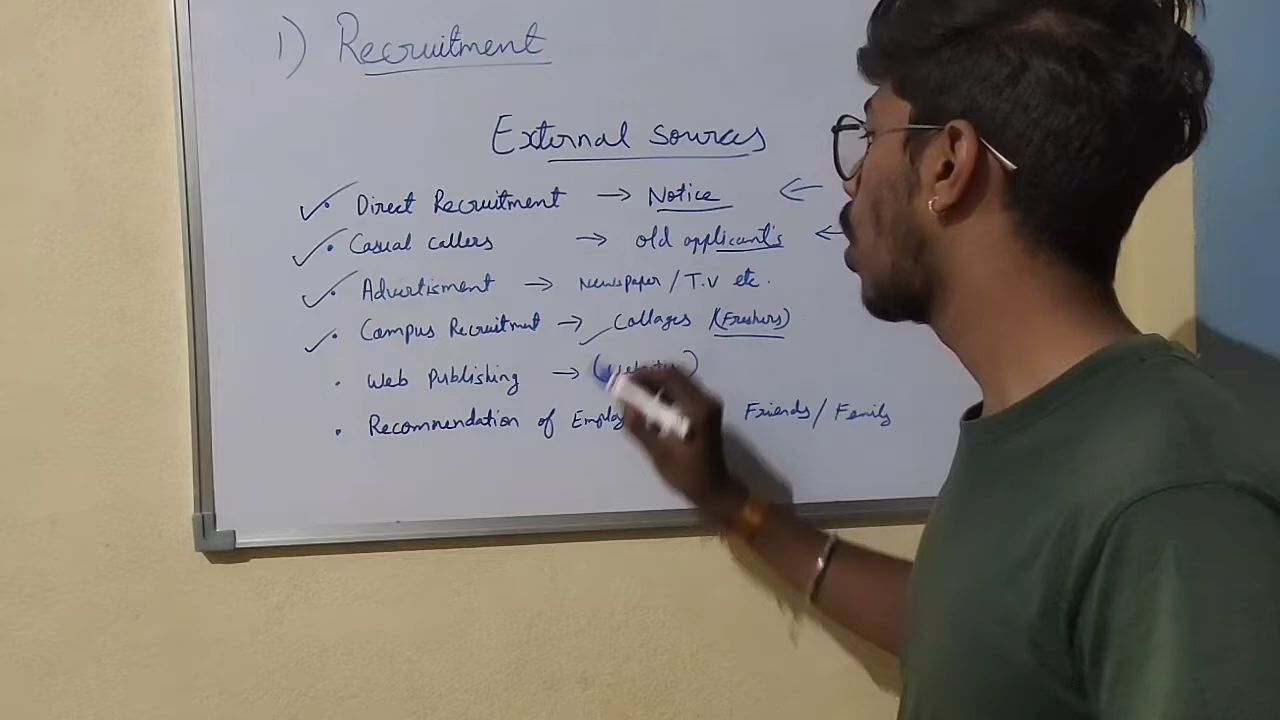 1) Recruitment
External sources
✓• Direct Recruitment → Notice ←
✓• Casual callers → old applicant's ←
✓• Advertisment → Newspaper / T.V etc.
✓• Campus Recruitment → ✓ Collages (Freshers)
• Web Publishing →
• Recommendation of Friends / Family